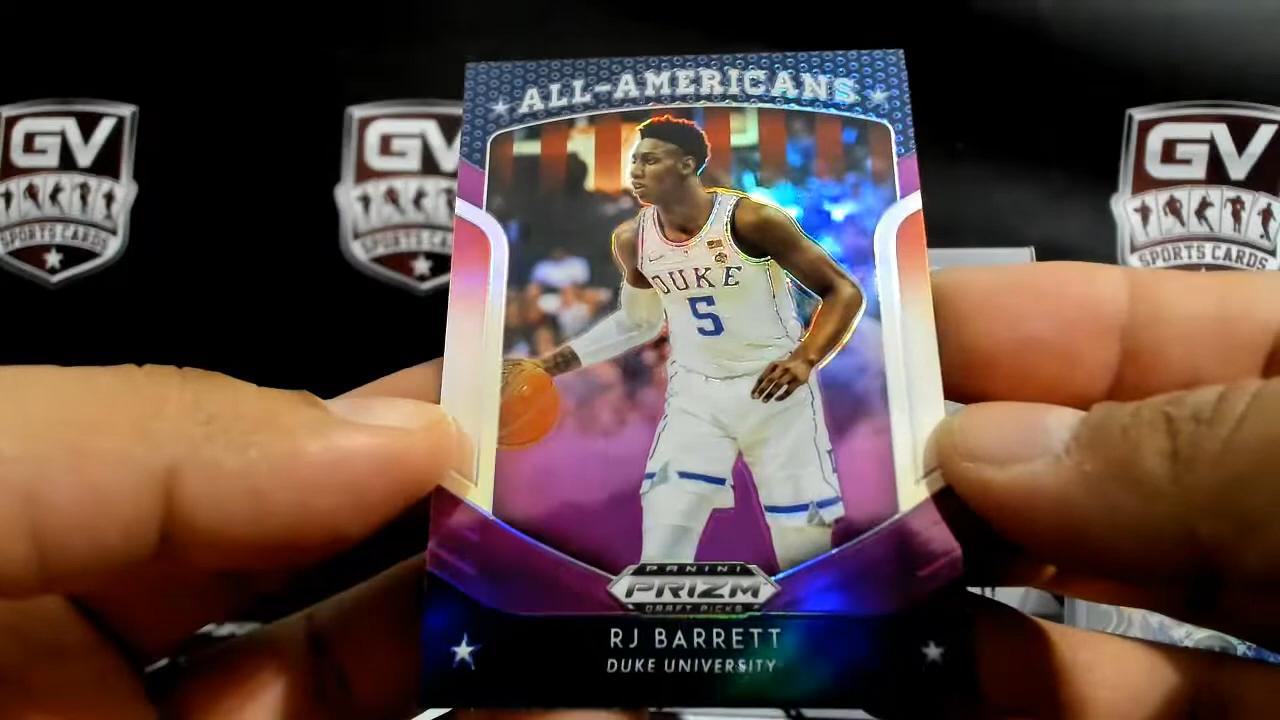 ALL-AMERICANS
GV
SPORTS CARDS
GV
SPORTS CA
GV
SPORTS CARDS
DUKE
5
PANINI
PRIZM
DRAFT PICKS
RJ BARRETT
DUKE UNIVERSITY